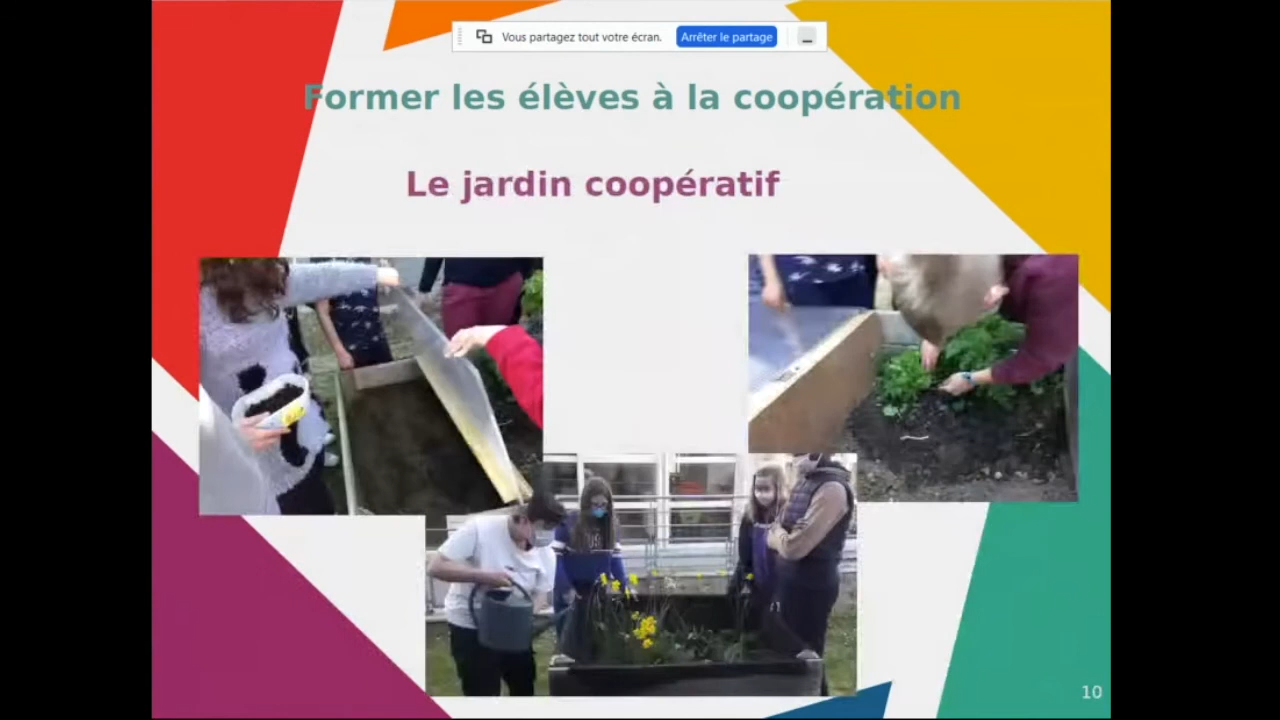 Vous partagez tout votre écran. Arrêter le partage
Former les élèves à la coopération
Le jardin coopératif
10